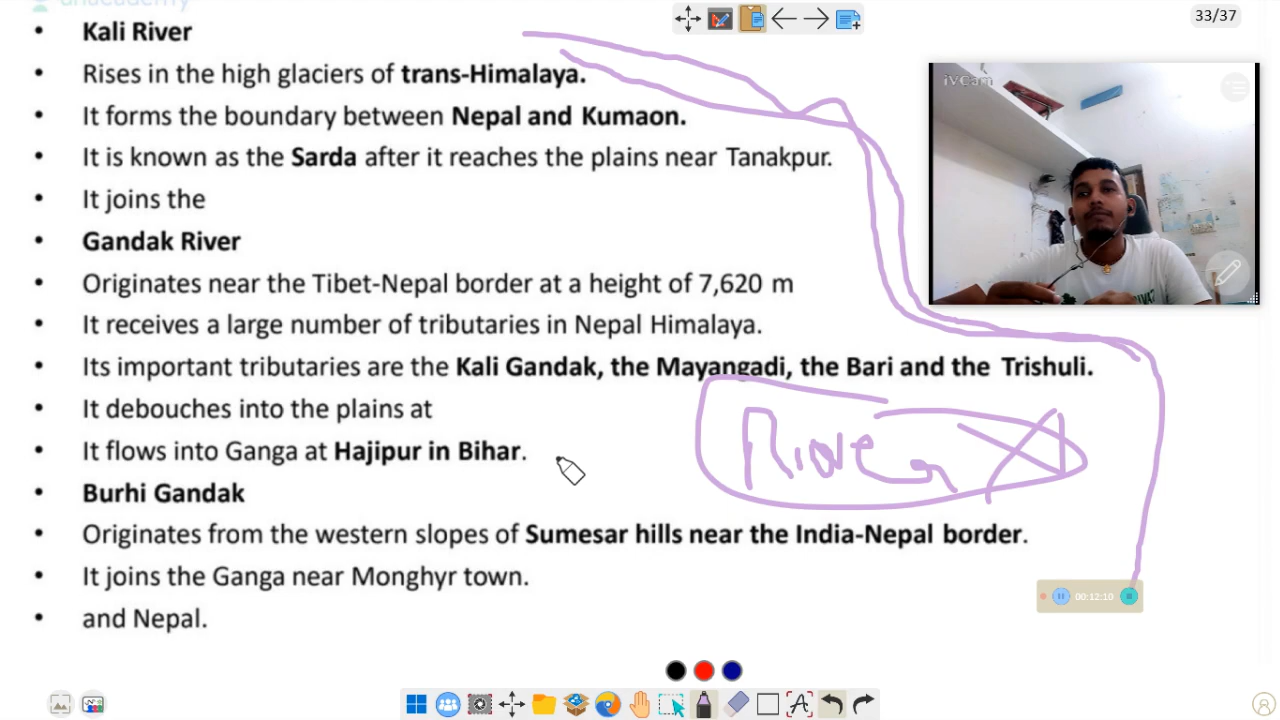 unacademy
33/37
• Kali River
• Rises in the high glaciers of trans-Himalaya.
• It forms the boundary between Nepal and Kumaon.
• It is known as the Sarda after it reaches the plains near Tanakpur.
• It joins the
• Gandak River
• Originates near the Tibet-Nepal border at a height of 7,620 m
• It receives a large number of tributaries in Nepal Himalaya.
• Its important tributaries are the Kali Gandak, the Mayangadi, the Bari and the Trishuli.
• It debouches into the plains at
• It flows into Ganga at Hajipur in Bihar.
• Burhi Gandak
• Originates from the western slopes of Sumesar hills near the India-Nepal border.
• It joins the Ganga near Monghyr town.
• and Nepal.
iVCam
River
00:12:10